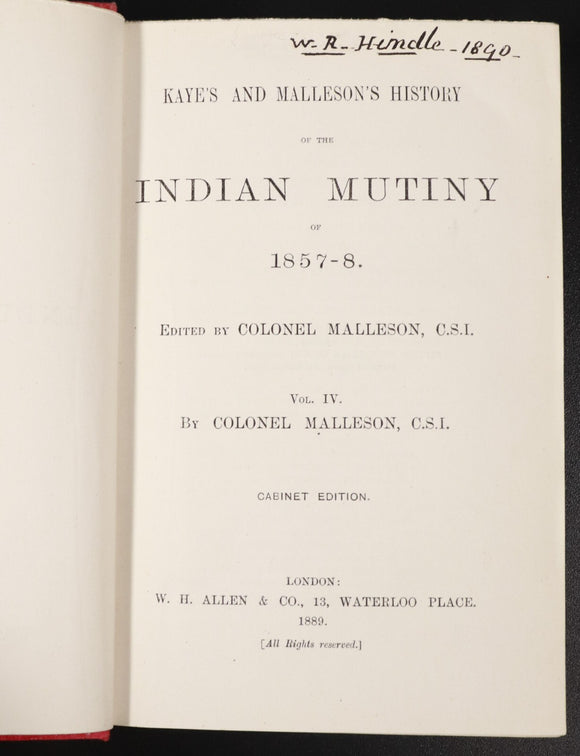 W. R. Hindle - 1890 -
KAYE'S AND MALLESON'S HISTORY
OF THE
INDIAN MUTINY
OF
1857-8.
EDITED BY COLONEL MALLESON, C.S.I.
VOL. IV.
BY COLONEL MALLESON, C.S.I.
CABINET EDITION.
LONDON:
W. H. ALLEN & CO., 13, WATERLOO PLACE.
1889.
[All Rights reserved.]